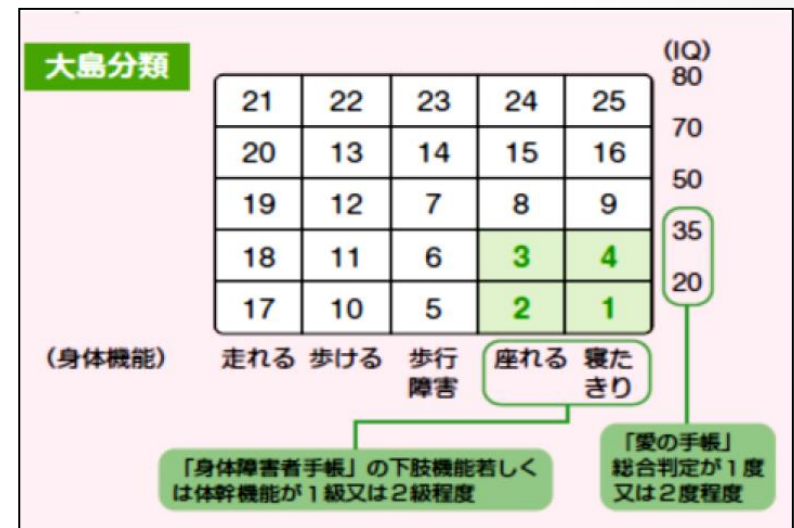 大島分類
(IQ)
80
21 22 23 24 25
70
20 13 14 15 16
50
19 12 7 8 9
35
18 11 6 3 4
20
17 10 5 2 1
(身体機能) 走れる 歩ける 歩行 座れる 寝た
障害 きり
「身体障害者手帳」の下肢機能若しく
は体幹機能が1級又は2級程度
「愛の手帳」
総合判定が1度
又は2度程度